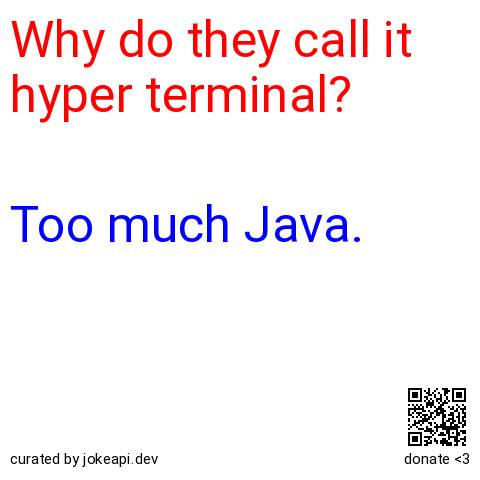 Why do they call it
hyper terminal?
Too much Java.
curated by jokeapi.dev
donate <3